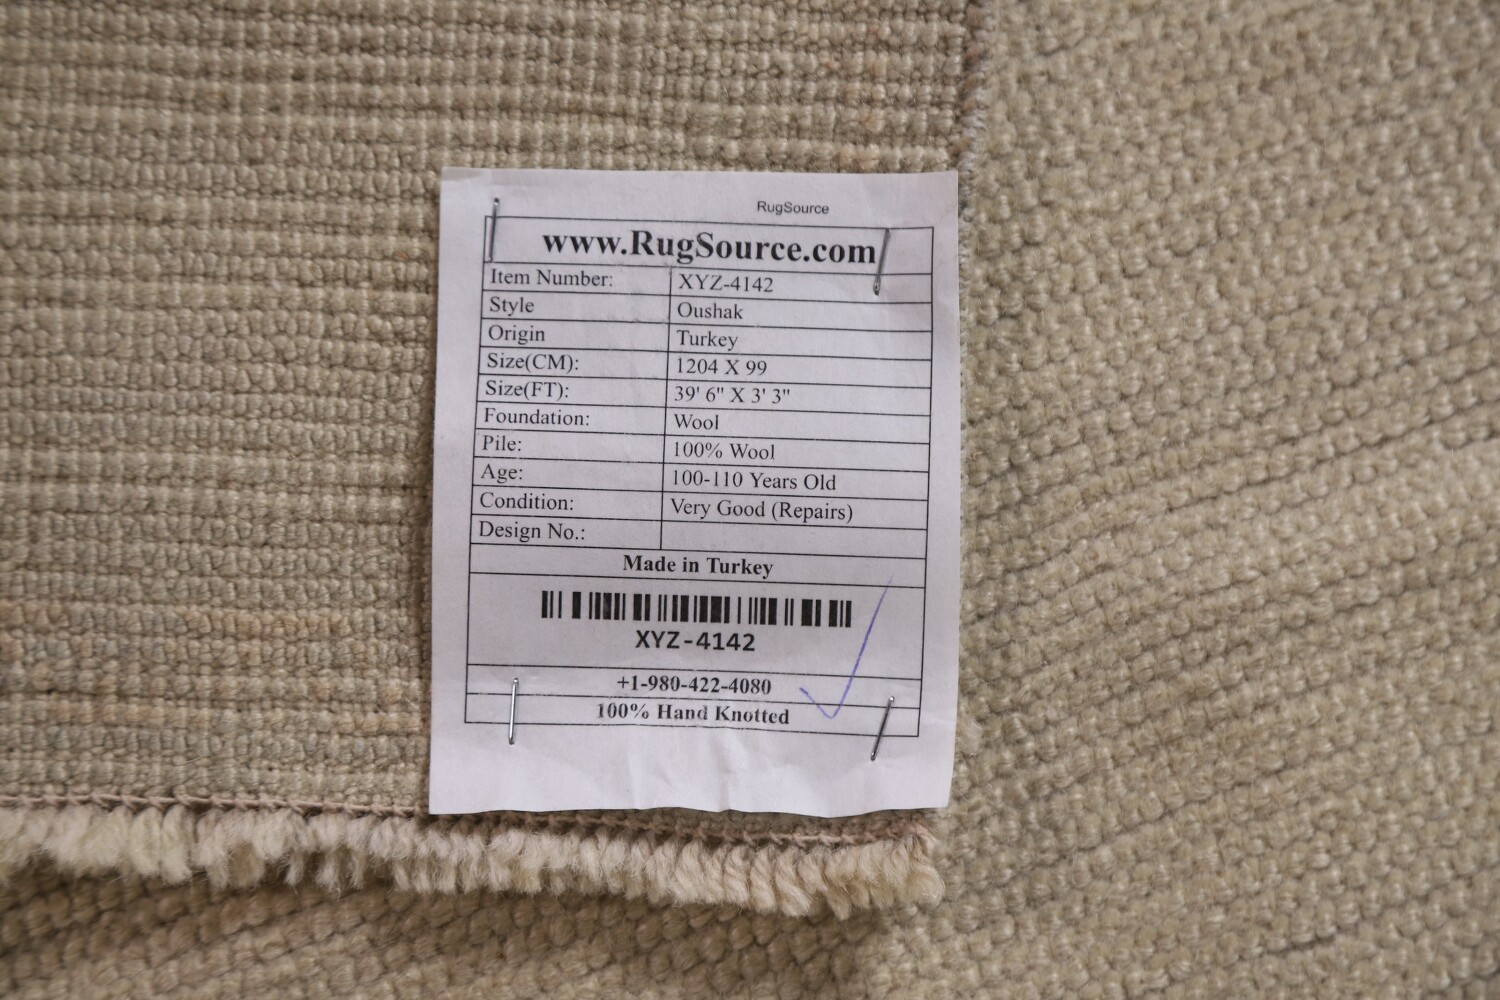 RugSource
www.RugSource.com
Item Number: XYZ-4142
Style Oushak
Origin Turkey
Size(CM): 1204 X 99
Size(FT): 39' 6" X 3' 3"
Foundation: Wool
Pile: 100% Wool
Age: 100-110 Years Old
Condition: Very Good (Repairs)
Design No.:
Made in Turkey
XYZ-4142
+1-980-422-4080
100% Hand Knotted